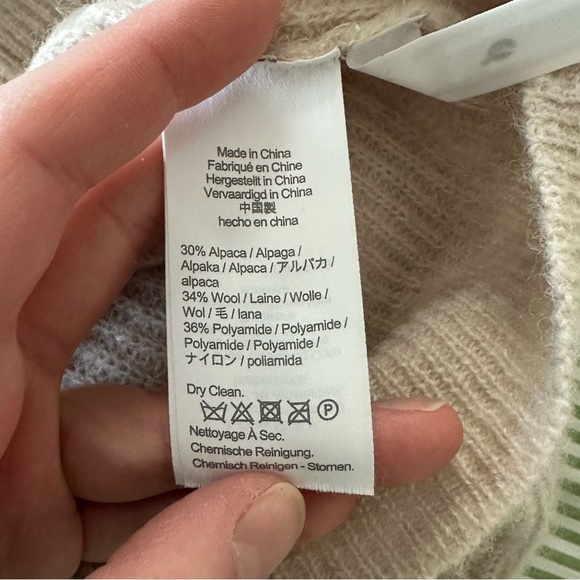 Made in China
Fabriqué en Chine
Hergestellt in China
Vervaardigd in China
中国製
hecho en china
30% Alpaca / Alpaga /
Alpaka / Alpaca / アルパカ /
alpaca
34% Wool / Laine / Wolle /
Wol / 毛 / lana
36% Polyamide / Polyamide /
Polyamide / Polyamide /
ナイロン / poliamida
Dry Clean.
P
Nettoyage À Sec.
Chemische Reinigung.
Chemisch Reinigen - Stomen.